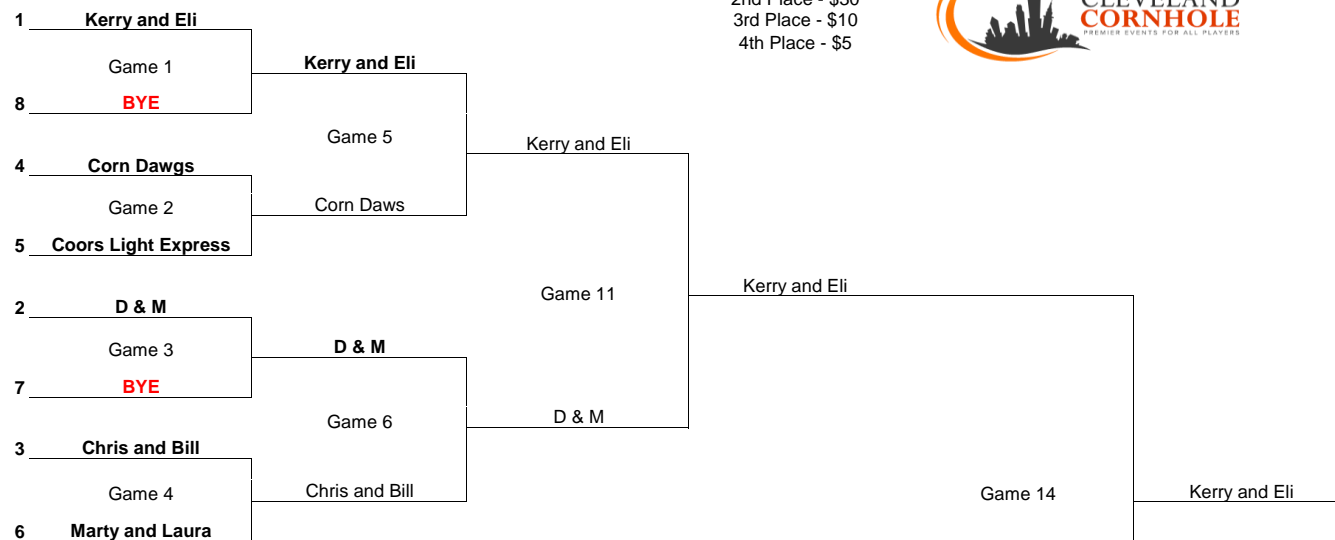 2nd Place - $30
3rd Place - $10
4th Place - $5
CLEVELAND
CORNHOLE
PREMIER EVENTS FOR ALL PLAYERS
1 Kerry and Eli
Game 1
8 BYE
Kerry and Eli
Game 5
4 Corn Dawgs
Game 2
5 Coors Light Express
Corn Daws
Kerry and Eli
Game 11
2 D & M
Game 3
7 BYE
D & M
Game 6
3 Chris and Bill
Game 4
6 Marty and Laura
Chris and Bill
D & M
Kerry and Eli
Game 14
Kerry and Eli